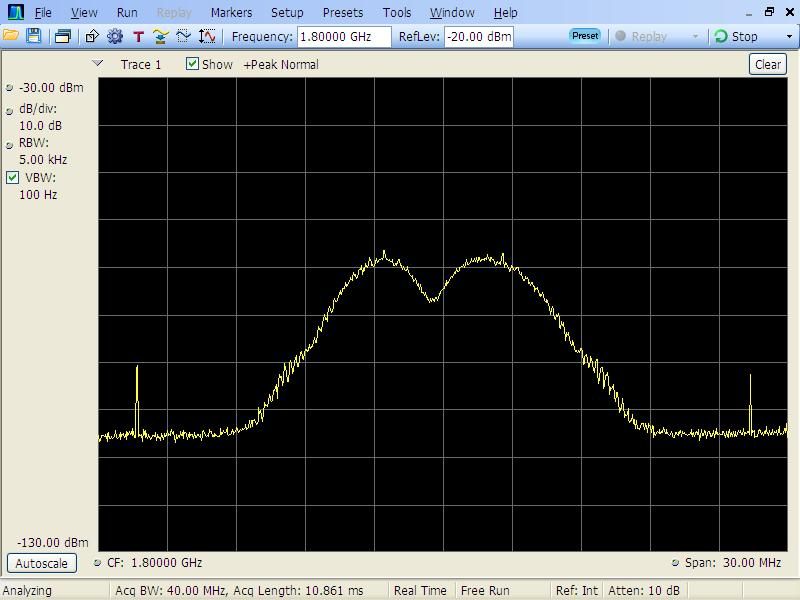 File View Run Replay Markers Setup Presets Tools Window Help
T Frequency: 1.80000 GHz RefLev: -20.00 dBm Preset Replay Stop
Trace 1 Show +Peak Normal Clear
-30.00 dBm
dB/div:
10.0 dB
RBW:
5.00 kHz
VBW:
100 Hz
-130.00 dBm
Autoscale CF: 1.80000 GHz Span: 30.00 MHz
Analyzing Acq BW: 40.00 MHz, Acq Length: 10.861 ms Real Time Free Run Ref: Int Atten: 10 dB